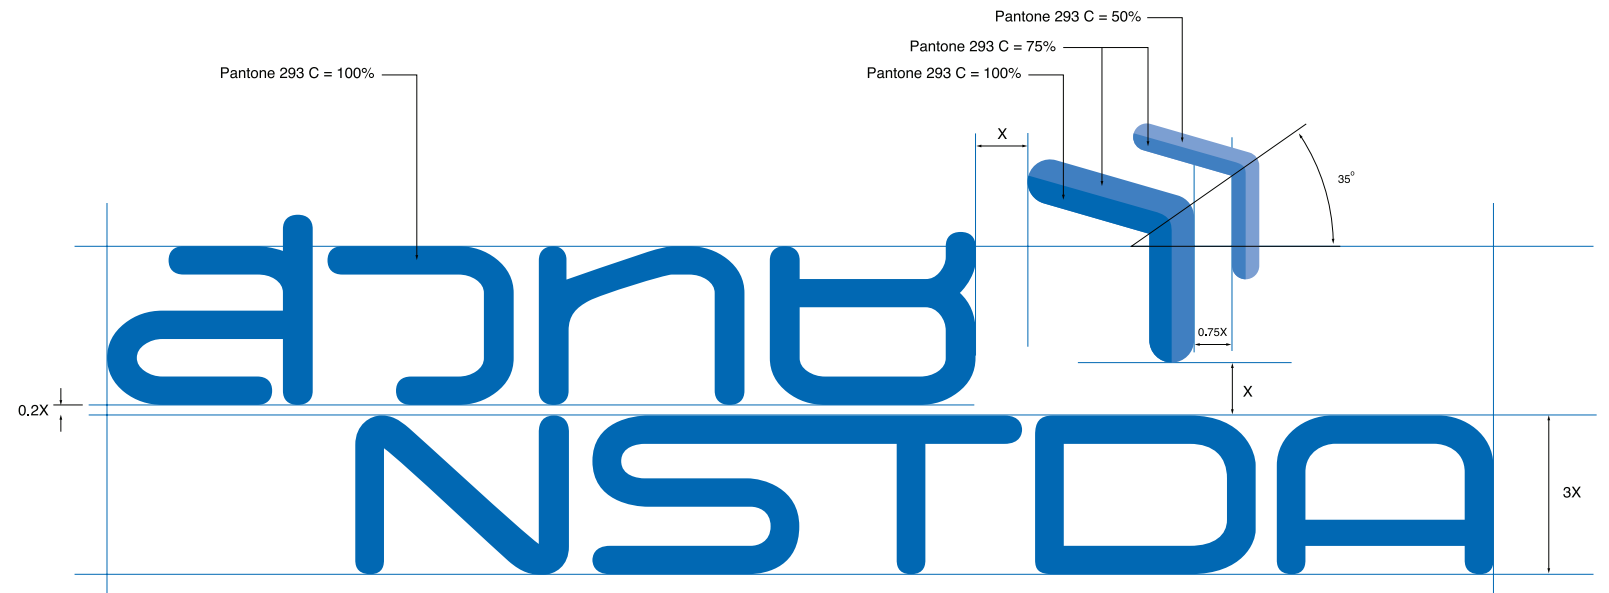 Pantone 293 C = 50%
Pantone 293 C = 75%
Pantone 293 C = 100%
Pantone 293 C = 100%
X
35°
สวทช
0.75X
X
0.2X
NSTDA
3X